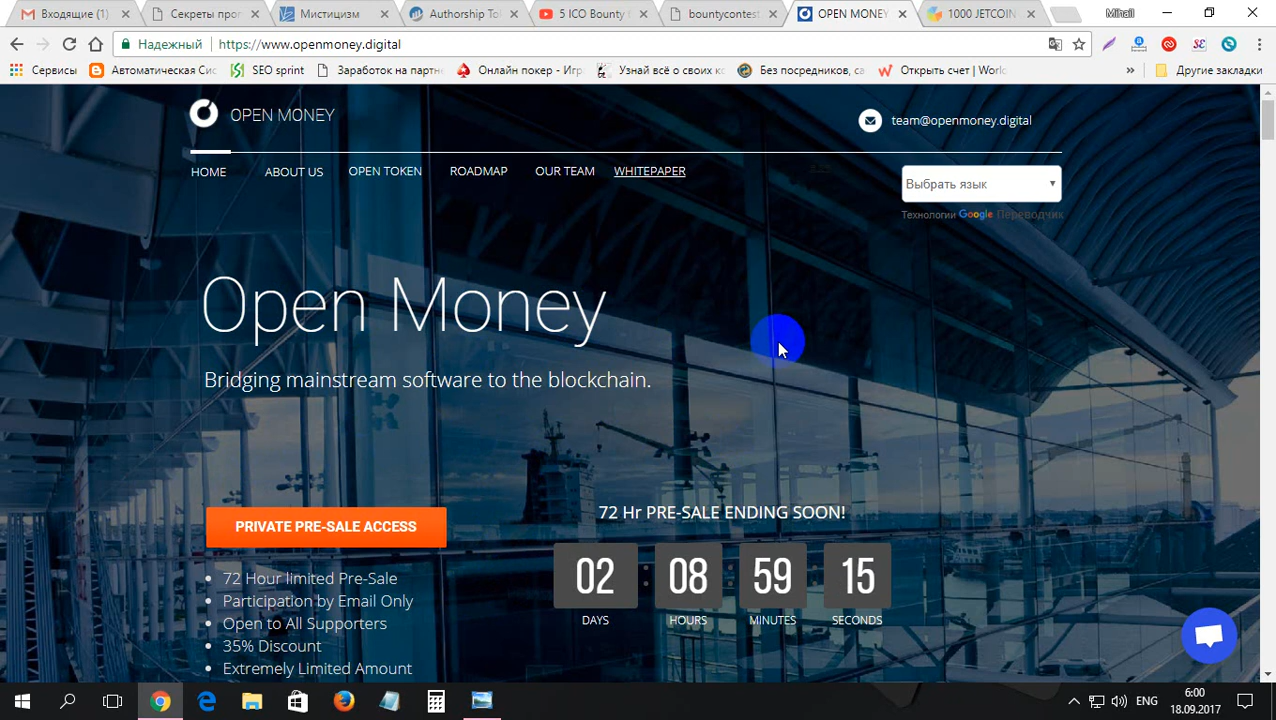 Входящие (1)
Секреты про
Мистицизм
Authorship To
5 ICO Bounty
bountycontest
OPEN MONEY
1000 JETCOIN
Mihail
Надежный
https://www.openmoney.digital
Сервисы
Автоматическая Сис
SEO sprint
Заработок на партн
Онлайн покер - Игр
Узнай всё о своих к
Без посредников, са
Открыть счет | Worl
»
Другие закладки
OPEN MONEY
team@openmoney.digital
HOME
ABOUT US
OPEN TOKEN
ROADMAP
OUR TEAM
WHITEPAPER
Выбрать язык
Технологии Google Переводчик
Open Money
Bridging mainstream software to the blockchain.
PRIVATE PRE-SALE ACCESS
72 Hour limited Pre-Sale
Participation by Email Only
Open to All Supporters
35% Discount
Extremely Limited Amount
72 Hr PRE-SALE ENDING SOON!
02 : 08 : 59 : 15
DAYS HOURS MINUTES SECONDS
ENG
6:00
18.09.2017